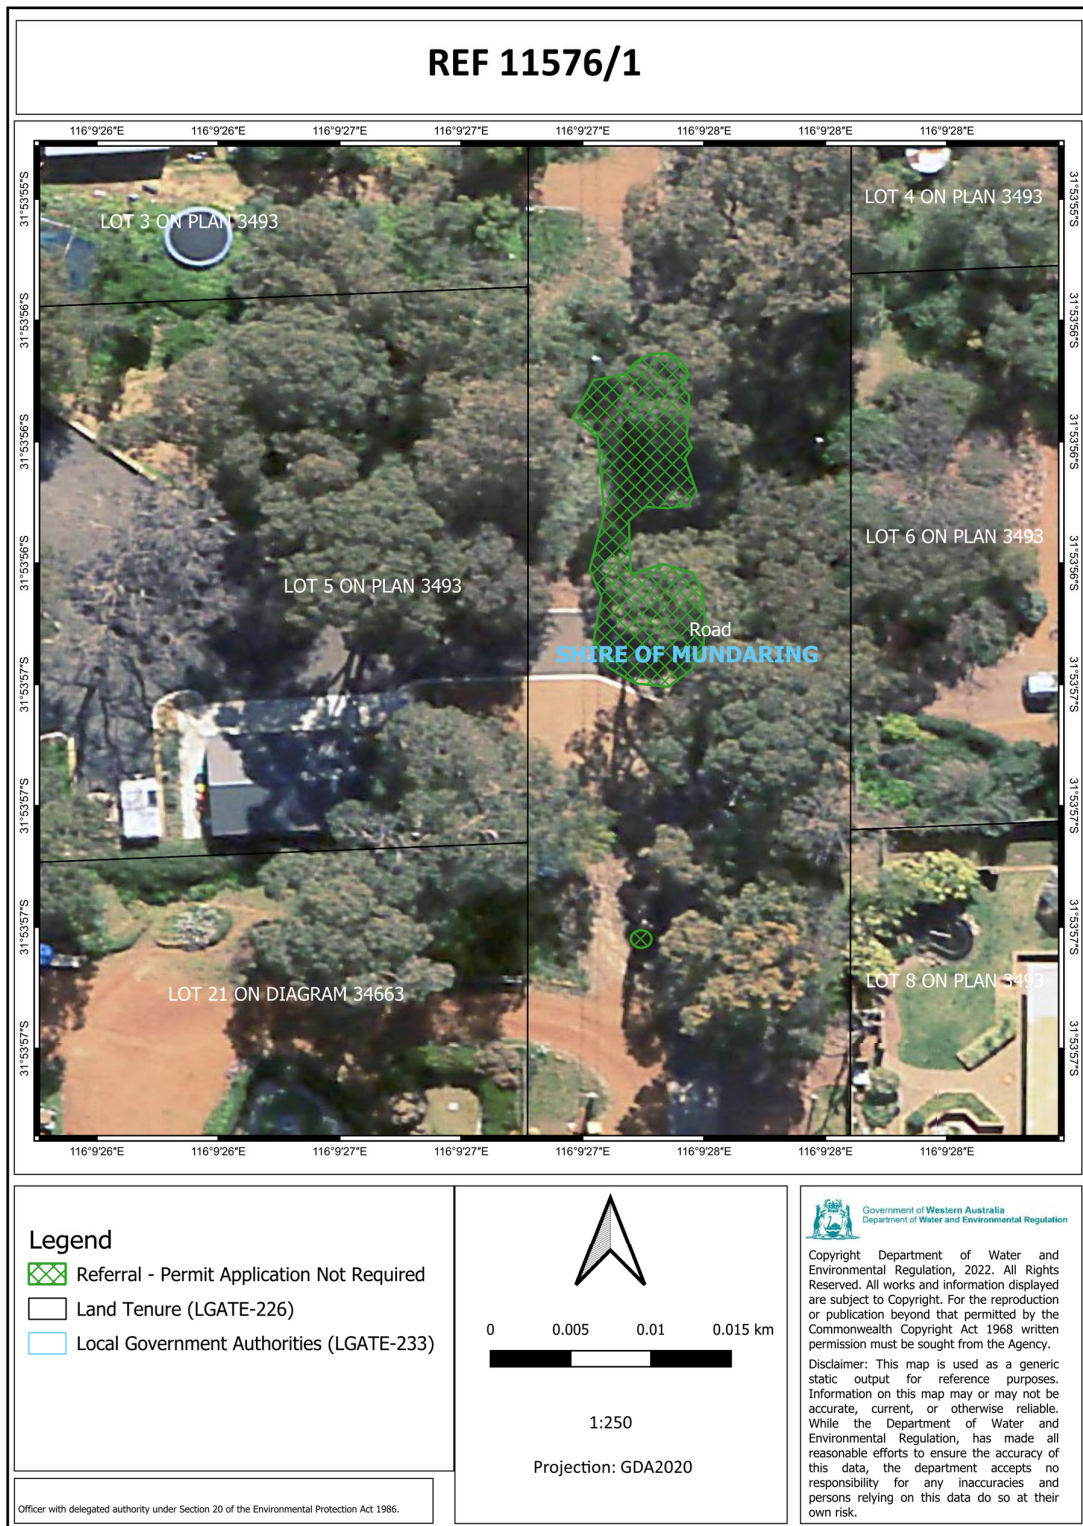 REF 11576/1
116°9'26"E 116°9'26"E 116°9'27"E 116°9'27"E 116°9'27"E 116°9'28"E 116°9'28"E 116°9'28"E
31°53'55"S 31°53'55"S
LOT 3 ON PLAN 3493
LOT 4 ON PLAN 3493
31°53'56"S 31°53'56"S
31°53'56"S 31°53'56"S
31°53'56"S 31°53'56"S
LOT 6 ON PLAN 3493
LOT 5 ON PLAN 3493
Road
SHIRE OF MUNDARING
31°53'57"S 31°53'57"S
31°53'57"S 31°53'57"S
31°53'57"S 31°53'57"S
LOT 8 ON PLAN 3493
LOT 21 ON DIAGRAM 34663
31°53'57"S 31°53'57"S
116°9'26"E 116°9'26"E 116°9'27"E 116°9'27"E 116°9'27"E 116°9'28"E 116°9'28"E 116°9'28"E
Legend
Referral - Permit Application Not Required
Land Tenure (LGATE-226)
Local Government Authorities (LGATE-233)
Officer with delegated authority under Section 20 of the Environmental Protection Act 1986.
0 0.005 0.01 0.015 km
1:250
Projection: GDA2020
Government of Western Australia
Department of Water and Environmental Regulation
Copyright Department of Water and
Environmental Regulation, 2022. All Rights
Reserved. All works and information displayed
are subject to Copyright. For the reproduction
or publication beyond that permitted by the
Commonwealth Copyright Act 1968 written
permission must be sought from the Agency.
Disclaimer: This map is used as a generic
static output for reference purposes.
Information on this map may or may not be
accurate, current, or otherwise reliable.
While the Department of Water and
Environmental Regulation, has made all
reasonable efforts to ensure the accuracy of
this data, the department accepts no
responsibility for any inaccuracies and
persons relying on this data do so at their
own risk.